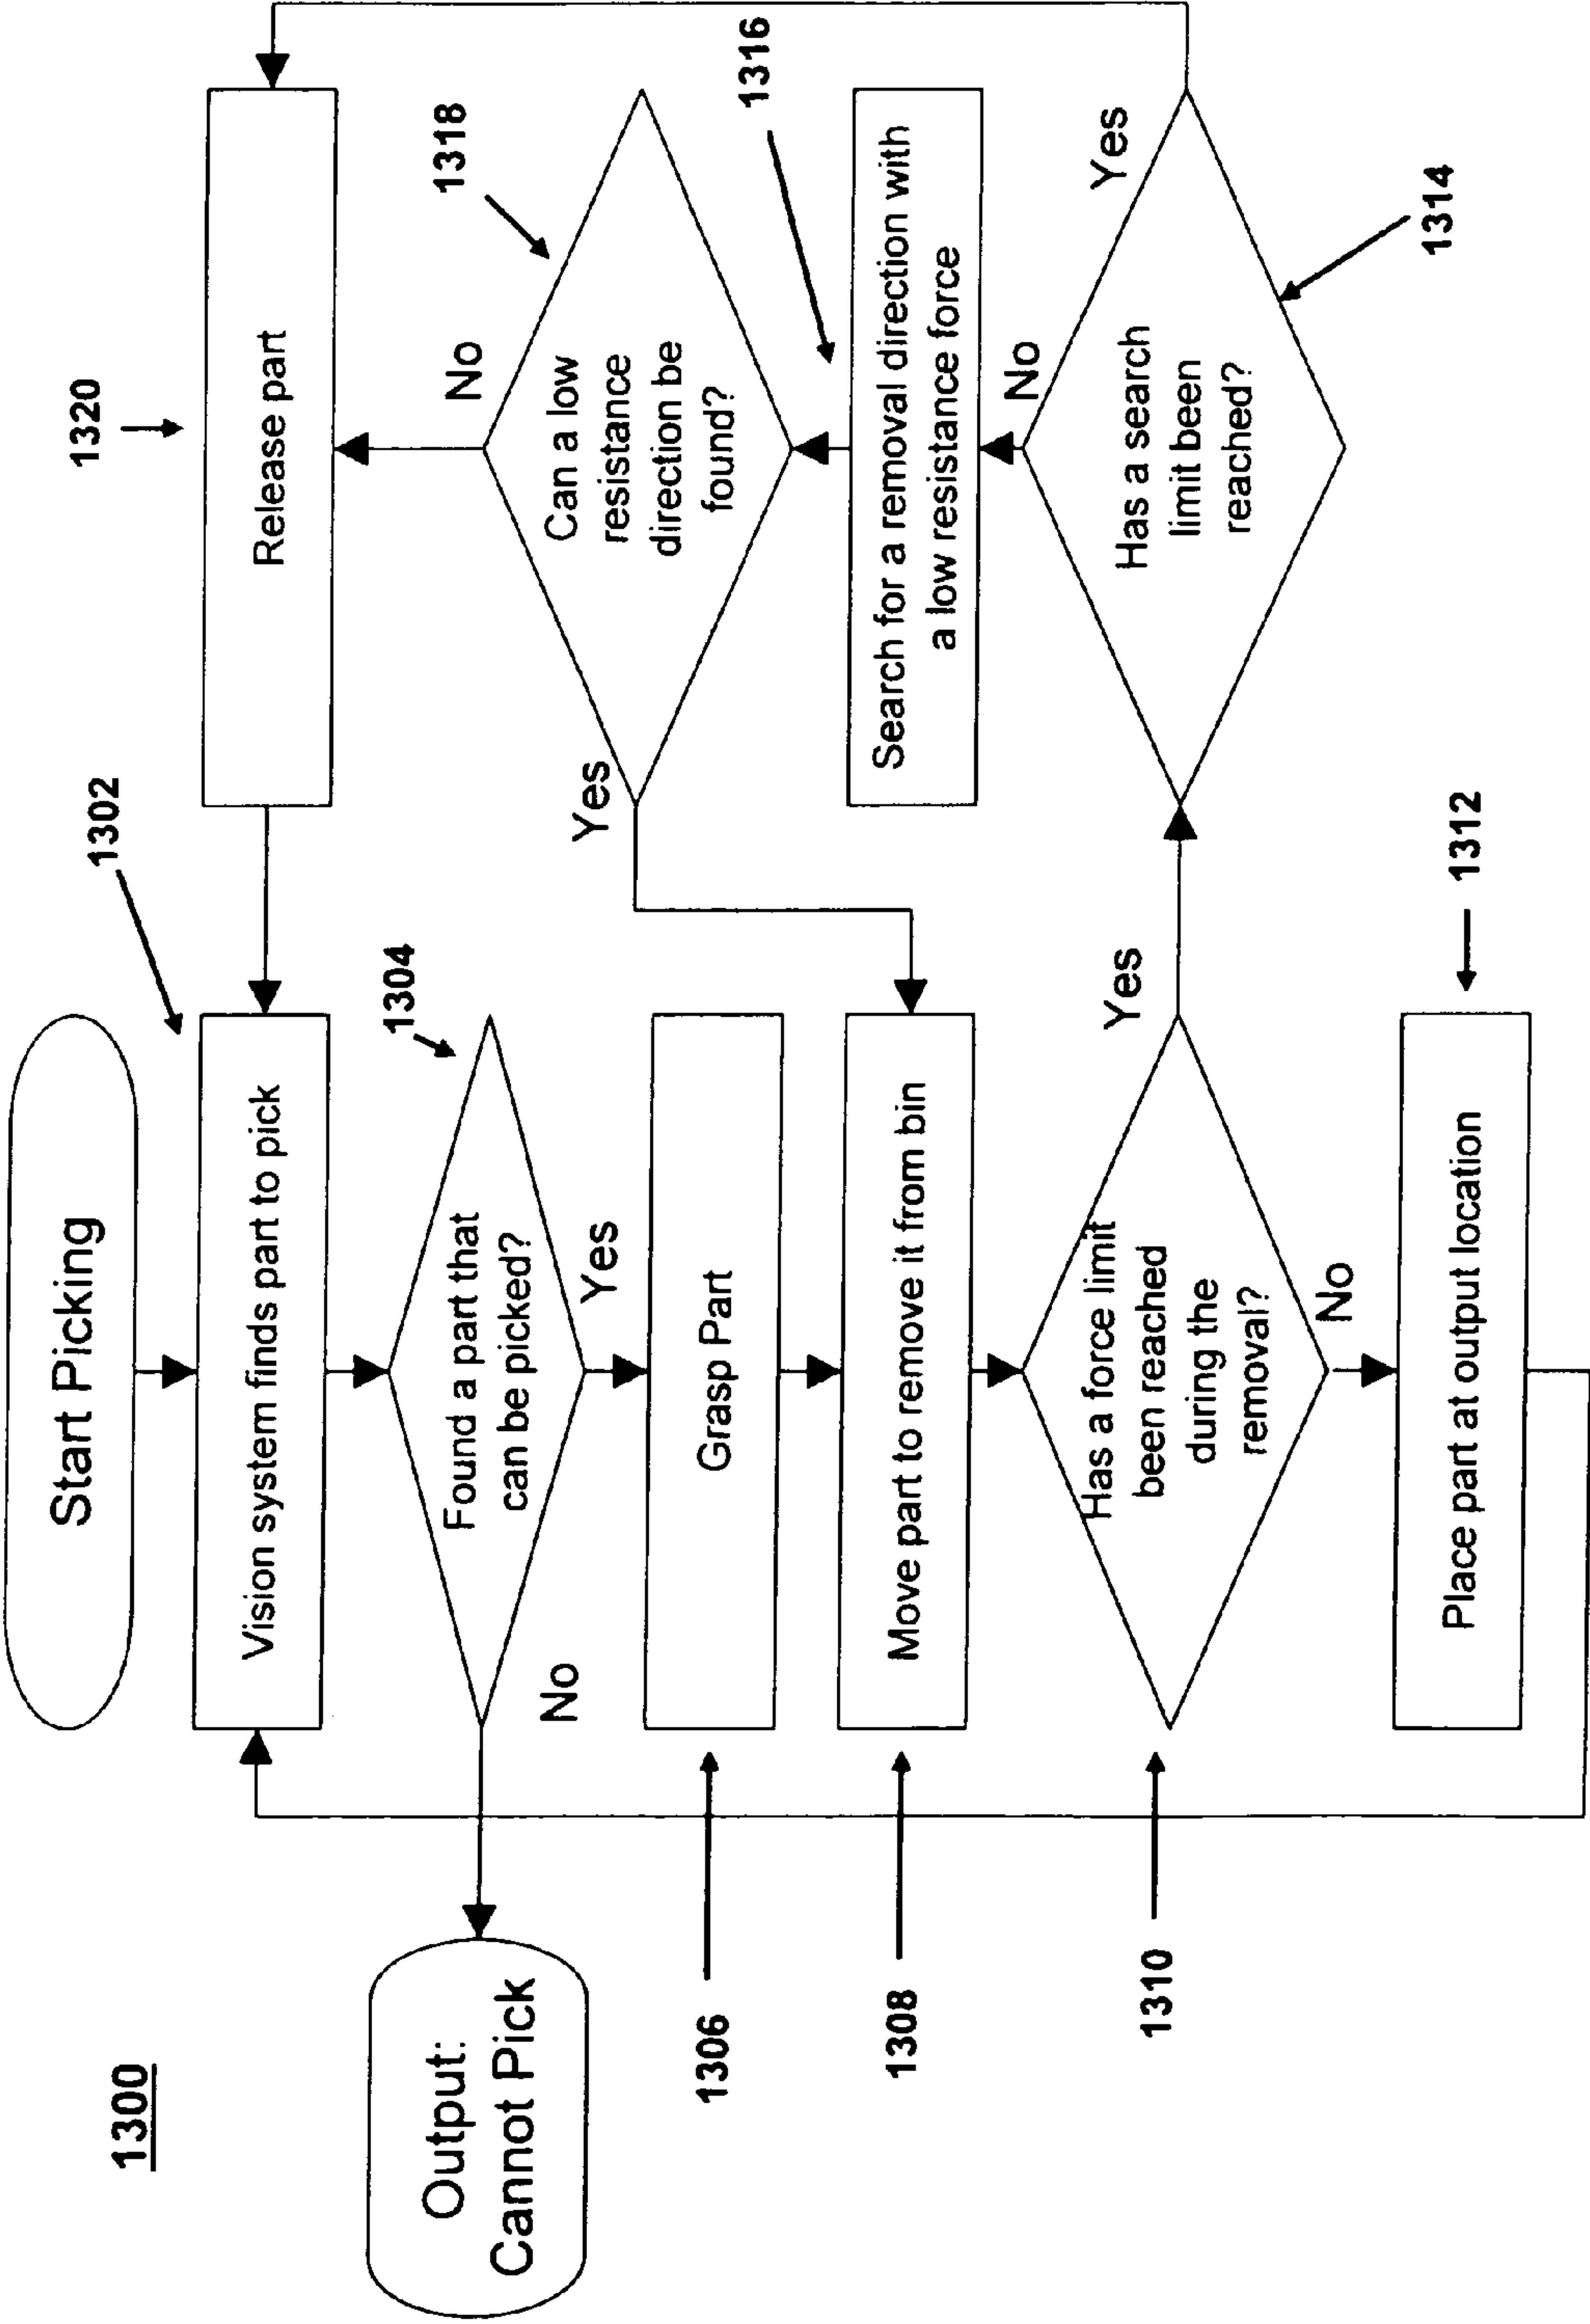 1300
Start Picking
1302
Vision system finds part to pick
1304
Found a part that
can be picked?
No
Yes
Output:
Cannot Pick
1306
Grasp Part
1308
Move part to remove it from bin
1310
Has a force limit
been reached
during the
removal?
Yes
No
1312
Place part at output location
1314
Has a search
limit been
reached?
Yes
No
1316
Search for a removal direction with
a low resistance force
1318
Can a low
resistance
direction be
found?
Yes
No
1320
Release part